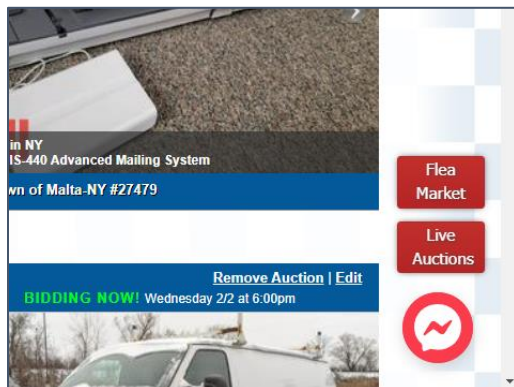 in NY
IS-440 Advanced Mailing System
wn of Malta-NY #27479
Flea
Market
Live
Auctions
Remove Auction | Edit
BIDDING NOW! Wednesday 2/2 at 6:00pm